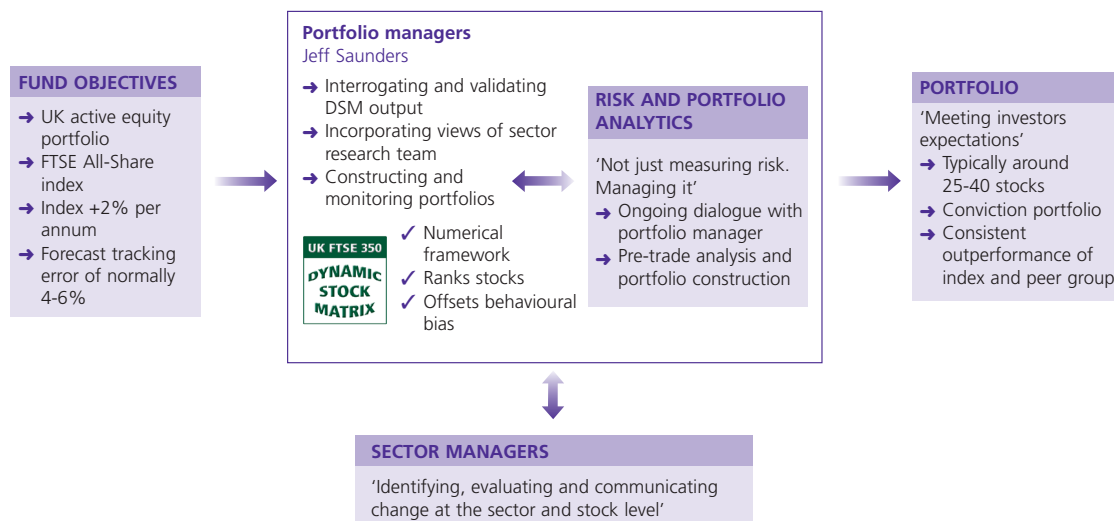 FUND OBJECTIVES
➜ UK active equity
portfolio
➜ FTSE All-Share
index
➜ Index +2% per
annum
➜ Forecast tracking
error of normally
4-6%
Portfolio managers
Jeff Saunders
➜ Interrogating and validating
DSM output
➜ Incorporating views of sector
research team
➜ Constructing and
monitoring portfolios
UK FTSE 350
DYNAMIC
STOCK
MATRIX
✓ Numerical
framework
✓ Ranks stocks
✓ Offsets behavioural
bias
RISK AND PORTFOLIO
ANALYTICS
‘Not just measuring risk.
Managing it’
➜ Ongoing dialogue with
portfolio manager
➜ Pre-trade analysis and
portfolio construction
PORTFOLIO
‘Meeting investors
expectations’
➜ Typically around
25-40 stocks
➜ Conviction portfolio
➜ Consistent
outperformance of
index and peer group
SECTOR MANAGERS
‘Identifying, evaluating and communicating
change at the sector and stock level’